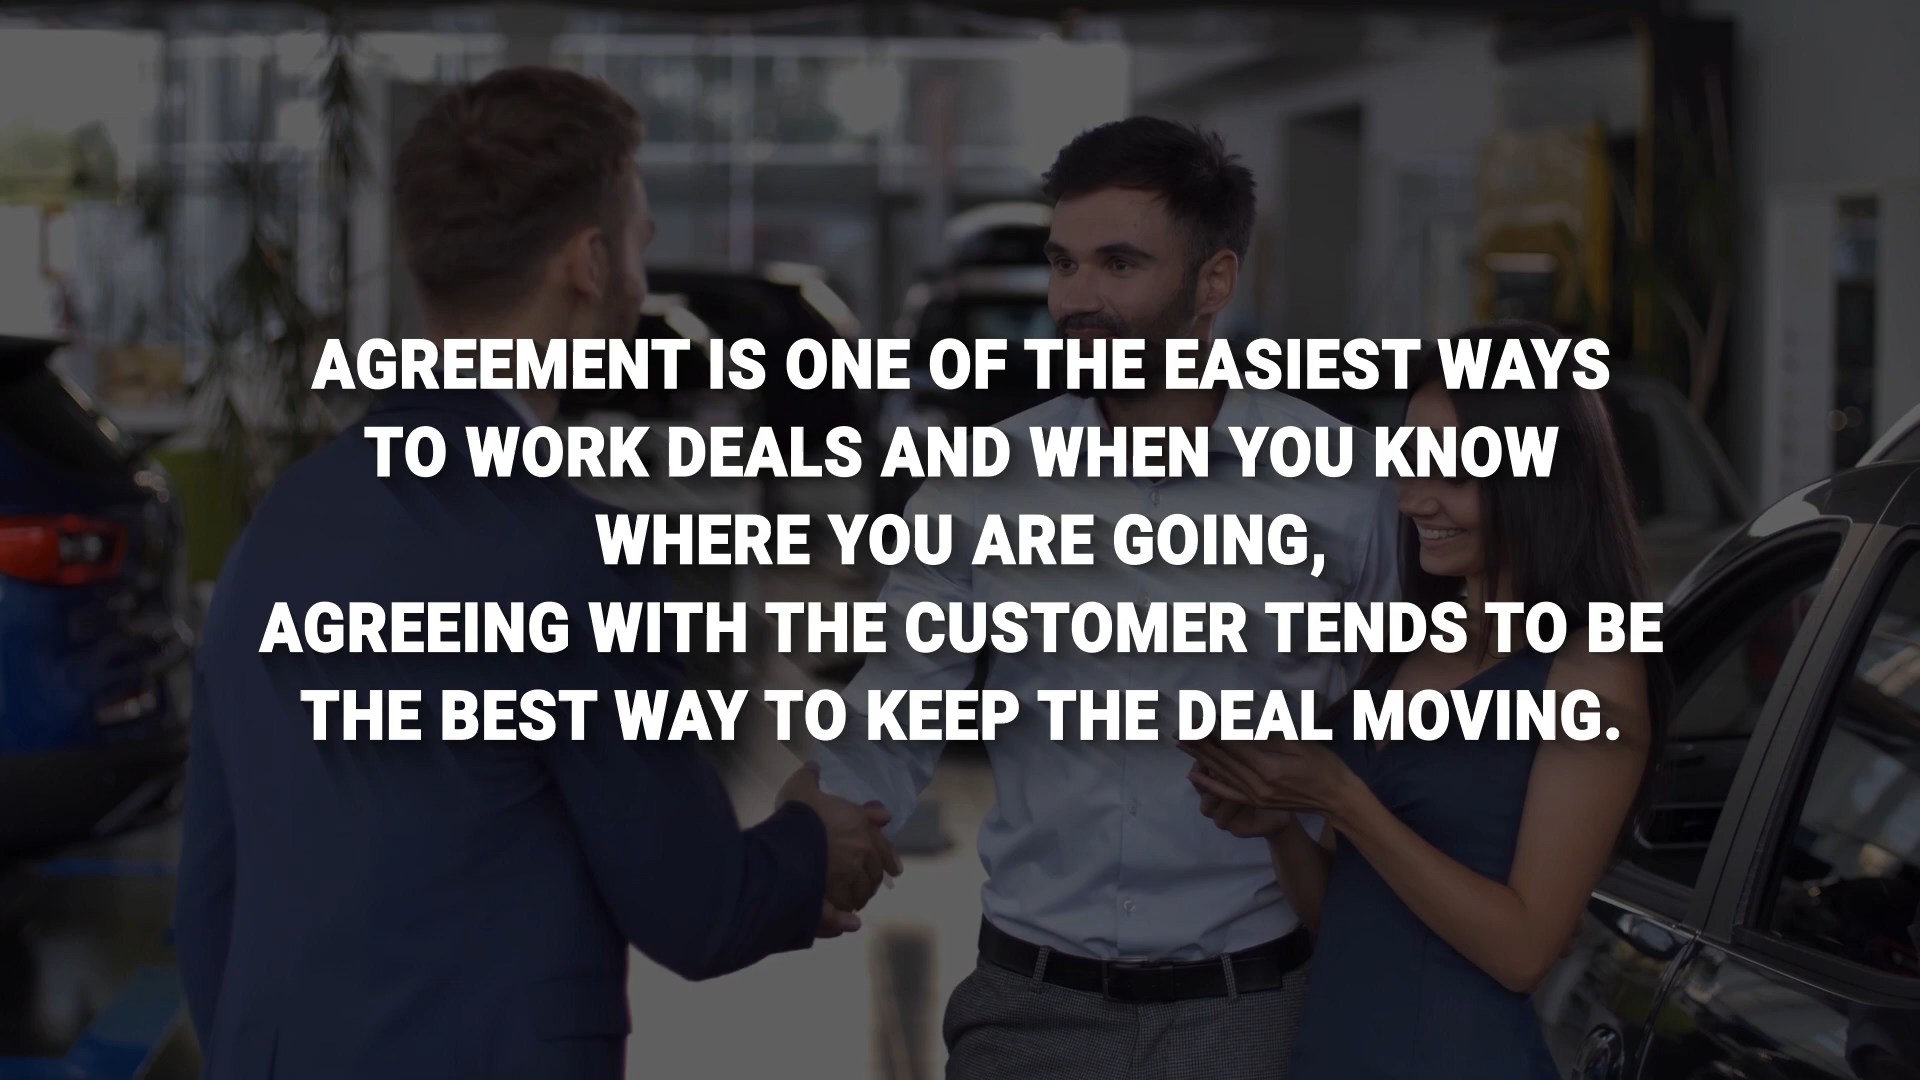 AGREEMENT IS ONE OF THE EASIEST WAYS
TO WORK DEALS AND WHEN YOU KNOW
WHERE YOU ARE GOING,
AGREEING WITH THE CUSTOMER TENDS TO BE
THE BEST WAY TO KEEP THE DEAL MOVING.